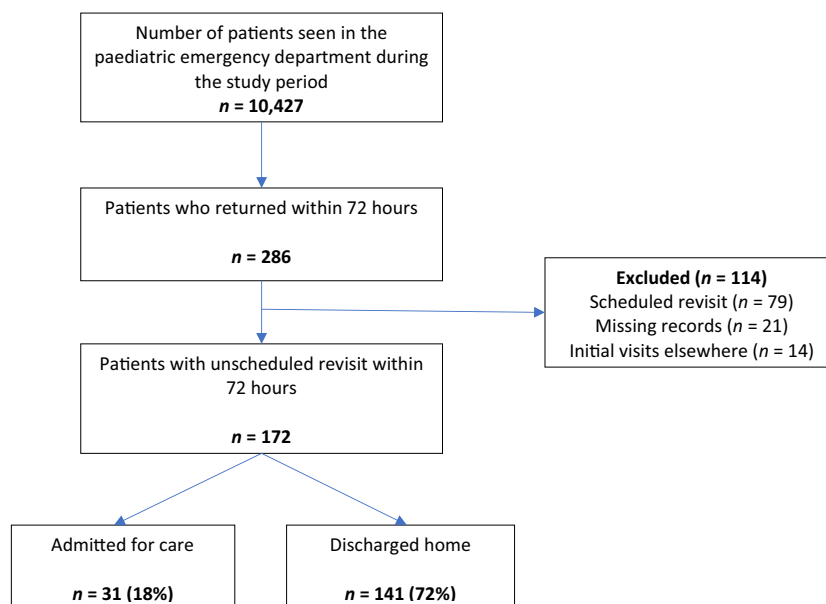 Number of patients seen in the
paediatric emergency department during
the study period
n = 10,427
Patients who returned within 72 hours
n = 286
Excluded (n = 114)
Scheduled revisit (n = 79)
Missing records (n = 21)
Initial visits elsewhere (n = 14)
Patients with unscheduled revisit within
72 hours
n = 172
Admitted for care
n = 31 (18%)
Discharged home
n = 141 (72%)